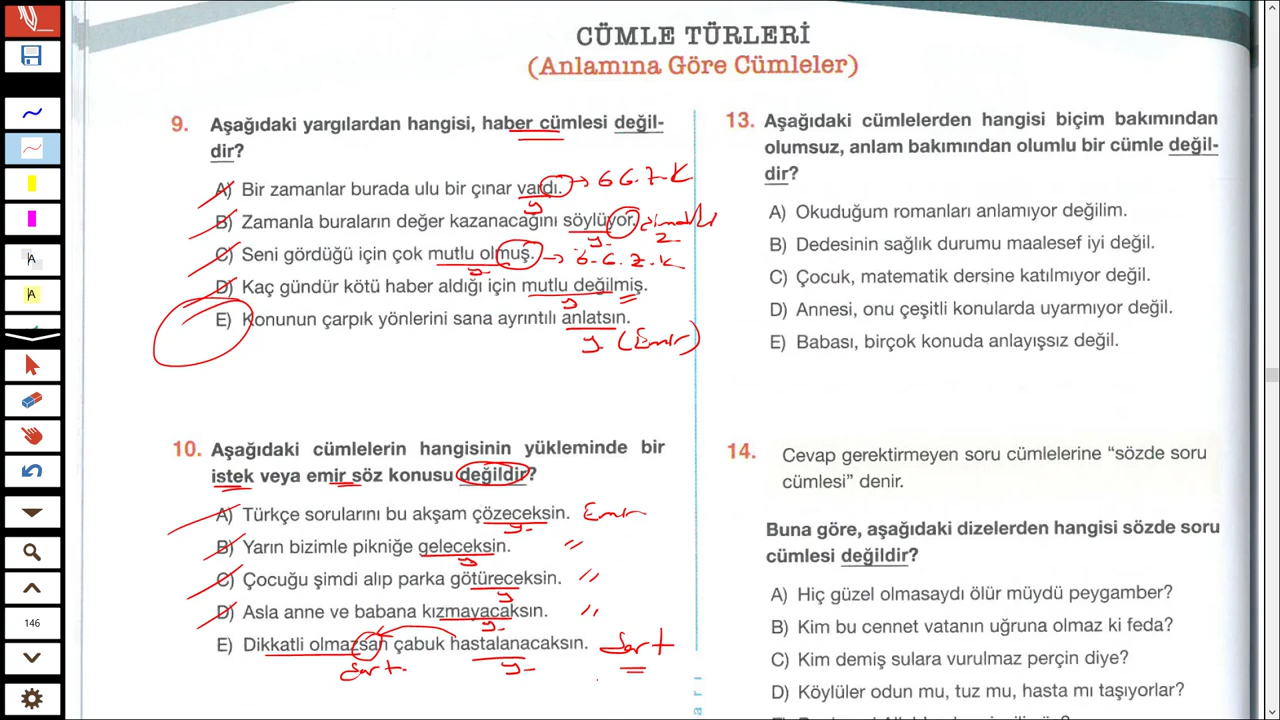 CÜMLE TÜRLERİ
(Anlamına Göre Cümleler)
9. Aşağıdaki yargılardan hangisi, haber cümlesi değil-
dir?
A) Bir zamanlar burada ulu bir çınar vardı. → G G. Z. K
y
B) Zamanla buraların değer kazanacağını söylüyor.
y. Z.
C) Seni gördüğü için çok mutlu olmuş. → G. G. Z. K
y
D) Kaç gündür kötü haber aldığı için mutlu değilmiş.
y
E) Konunun çarpık yönlerini sana ayrıntılı anlatsın.
y. (Emir)
10. Aşağıdaki cümlelerin hangisinin yükleminde bir
istek veya emir söz konusu değildir?
A) Türkçe sorularını bu akşam çözeceksin. Emir
y.
B) Yarın bizimle pikniğe geleceksin. "
y
C) Çocuğu şimdi alıp parka götüreceksin. "
y
D) Asla anne ve babana kızmayacaksın. "
y.
E) Dikkatli olmazsan çabuk hastalanacaksın. Şart
Şart. y.
13. Aşağıdaki cümlelerden hangisi biçim bakımından
olumsuz, anlam bakımından olumlu bir cümle değil-
dir?
A) Okuduğum romanları anlamıyor değilim.
B) Dedesinin sağlık durumu maalesef iyi değil.
C) Çocuk, matematik dersine katılmıyor değil.
D) Annesi, onu çeşitli konularda uyarmıyor değil.
E) Babası, birçok konuda anlayışsız değil.
14. Cevap gerektirmeyen soru cümlelerine “sözde soru
cümlesi” denir.
Buna göre, aşağıdaki dizelerden hangisi sözde soru
cümlesi değildir?
A) Hiç güzel olmasaydı ölür müydü peygamber?
B) Kim bu cennet vatanın uğruna olmaz ki feda?
C) Kim demiş sulara vurulmaz perçin diye?
D) Köylüler odun mu, tuz mu, hasta mı taşıyorlar?
A
A
146